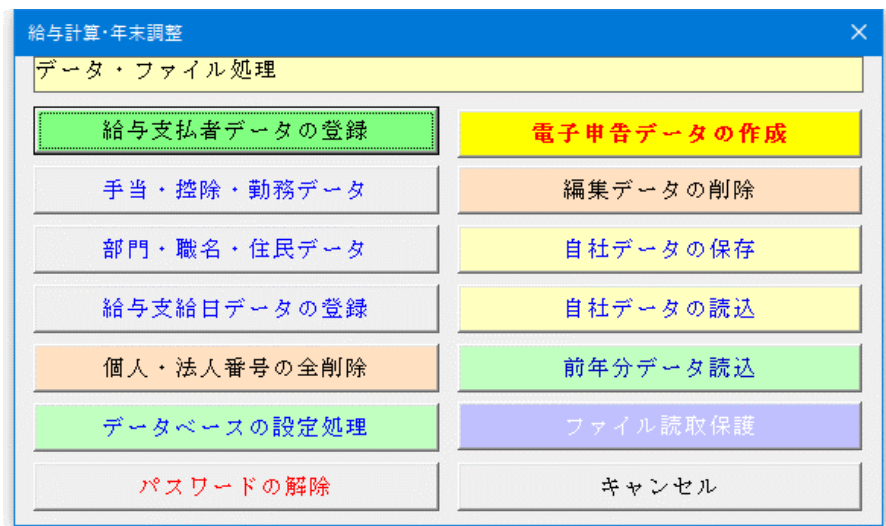 給与計算・年末調整
データ・ファイル処理
給与支払者データの登録
電子申告データの作成
手当・控除・勤務データ
編集データの削除
部門・職名・住民データ
自社データの保存
給与支給日データの登録
自社データの読込
個人・法人番号の全削除
前年分データ読込
データベースの設定処理
ファイル読取保護
パスワードの解除
キャンセル